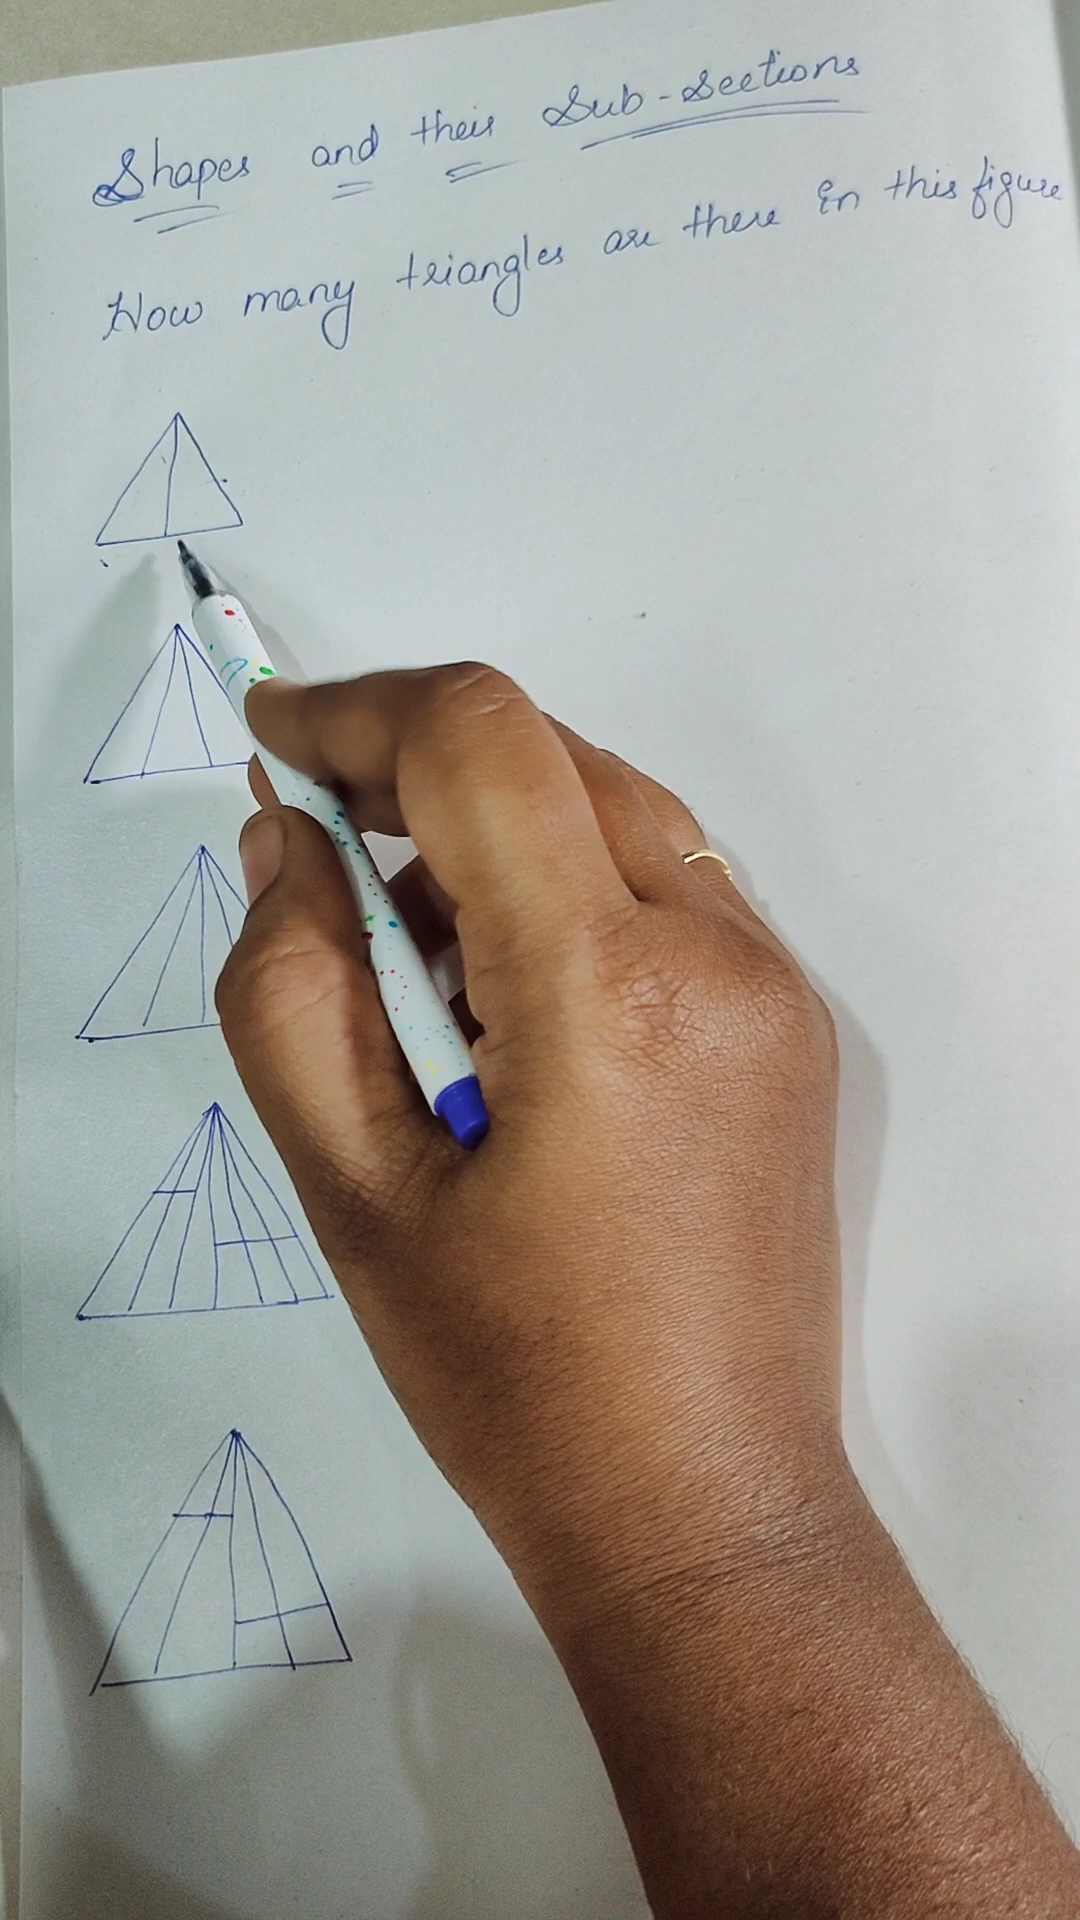 Shapes and their Sub-Sections
How many triangles are there in this figure